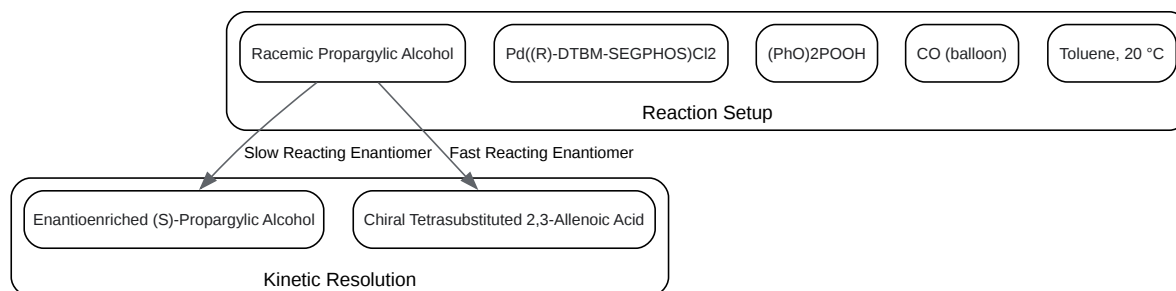 Racemic Propargylic Alcohol
Pd((R)-DTBM-SEGPHOS)Cl2
(PhO)2POOH
CO (balloon)
Toluene, 20 °C
Reaction Setup
Slow Reacting Enantiomer
Fast Reacting Enantiomer
Enantioenriched (S)-Propargylic Alcohol
Chiral Tetrasubstituted 2,3-Allenoic Acid
Kinetic Resolution